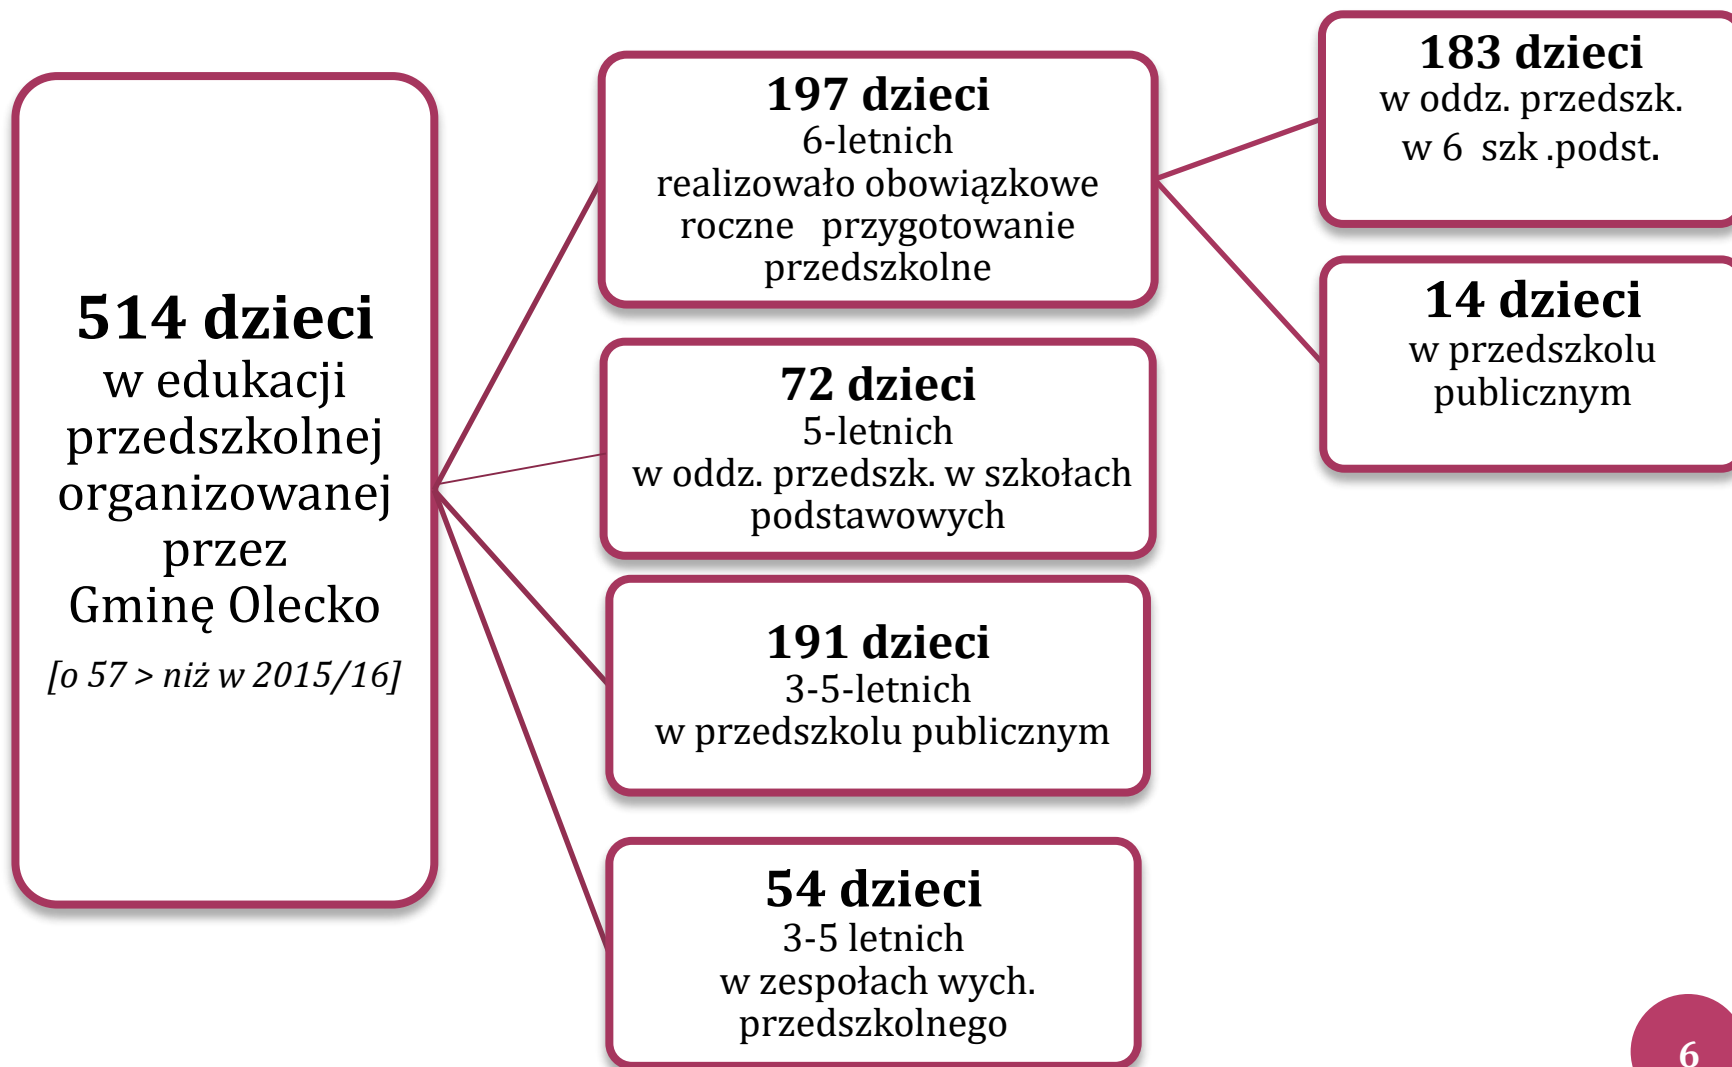 514 dzieci
w edukacji
przedszkolnej
organizowanej
przez
Gminę Olecko
[o 57 > niż w 2015/16]
197 dzieci
6-letnich
realizowało obowiązkowe
roczne przygotowanie
przedszkolne
183 dzieci
w oddz. przedszk.
w 6 szk .podst.
14 dzieci
w przedszkolu
publicznym
72 dzieci
5-letnich
w oddz. przedszk. w szkołach
podstawowych
191 dzieci
3-5-letnich
w przedszkolu publicznym
54 dzieci
3-5 letnich
w zespołach wych.
przedszkolnego
6